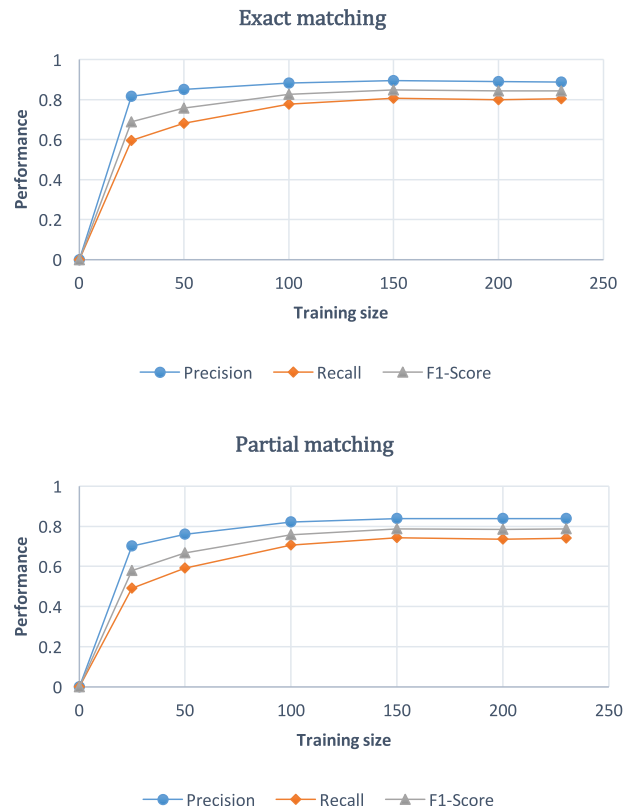 Exact matching
1
0.8
0.6
0.4
0.2
0
Performance
0 50 100 150 200 250
Training size
Precision Recall F1-Score
Partial matching
1
0.8
0.6
0.4
0.2
0
Performance
0 50 100 150 200 250
Training size
Precision Recall F1-Score